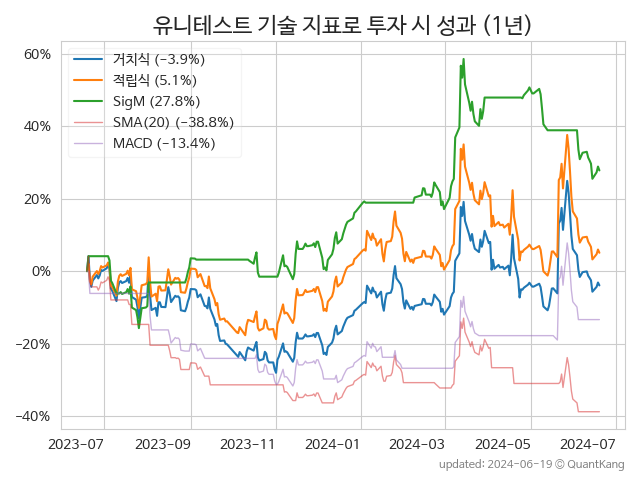 유니테스트 기술 지표로 투자 시 성과 (1년)
거치식 (−3.9%)
적립식 (5.1%)
SigM (27.8%)
SMA(20) (−38.8%)
MACD (−13.4%)
60%
40%
20%
0%
−20%
−40%
2023-07 2023-09 2023-11 2024-01 2024-03 2024-05 2024-07
updated: 2024-06-19 © QuantKang